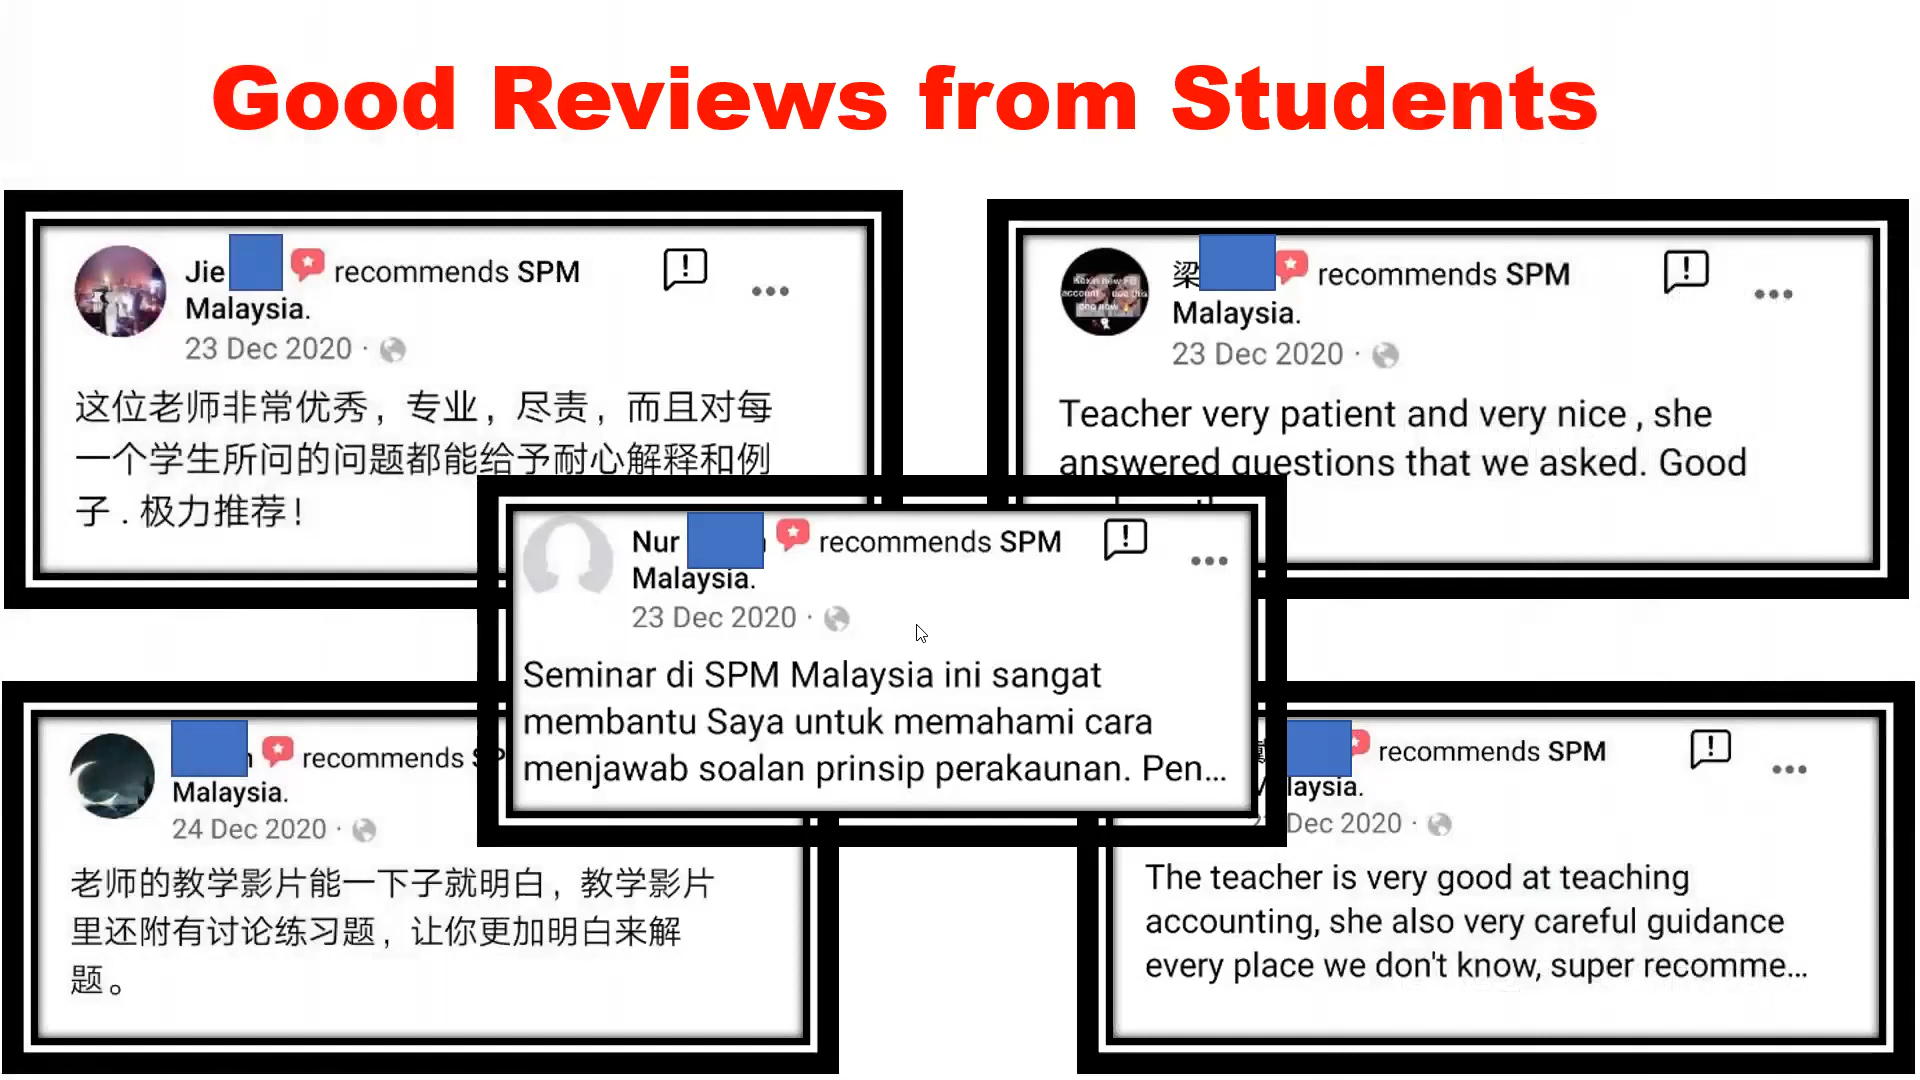 Good Reviews from Students
Jie recommends SPM
Malaysia.
23 Dec 2020 ·
这位老师非常优秀，专业，尽责，而且对每
一个学生所问的问题都能给予耐心解释和例
子 . 极力推荐！
梁 recommends SPM
Malaysia.
23 Dec 2020 ·
Teacher very patient and very nice , she
answered questions that we asked. Good
Nur recommends SPM
Malaysia.
23 Dec 2020 ·
Seminar di SPM Malaysia ini sangat
membantu Saya untuk memahami cara
menjawab soalan prinsip perakaunan. Pen...
recommends SP
Malaysia.
24 Dec 2020 ·
老师的教学影片能一下子就明白，教学影片
里还附有讨论练习题，让你更加明白来解
题。
recommends SPM
Malaysia.
Dec 2020 ·
The teacher is very good at teaching
accounting, she also very careful guidance
every place we don't know, super recomme...